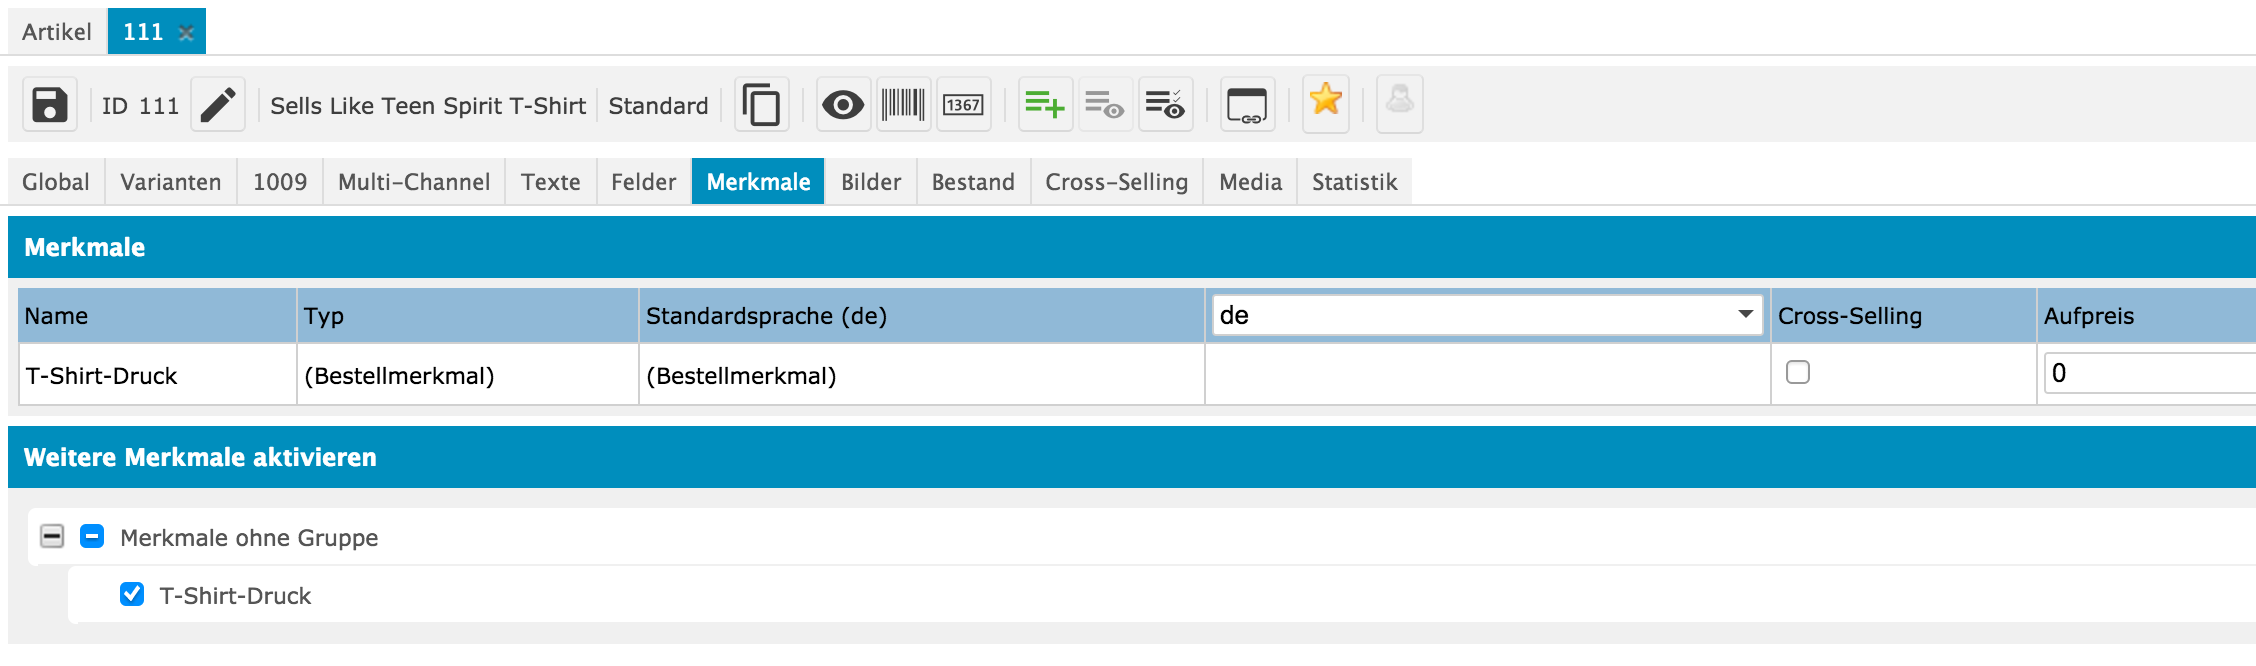 Artikel 111
ID 111 Sells Like Teen Spirit T-Shirt Standard 1367
Global Varianten 1009 Multi-Channel Texte Felder Merkmale Bilder Bestand Cross-Selling Media Statistik
Merkmale
Name Typ Standardsprache (de) de Cross-Selling Aufpreis
T-Shirt-Druck (Bestellmerkmal) (Bestellmerkmal) 0
Weitere Merkmale aktivieren
Merkmale ohne Gruppe
T-Shirt-Druck